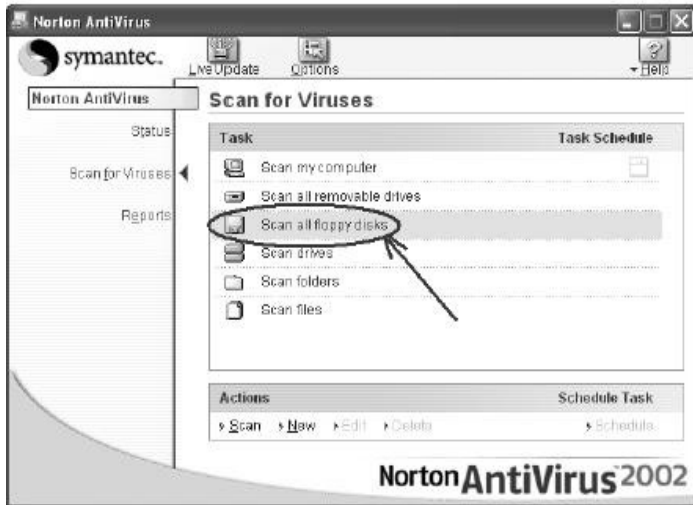 Norton AntiVirus
symantec.
LiveUpdate Options Help
Norton AntiVirus
Status
Scan for Viruses
Reports
Scan for Viruses
Task Task Schedule
Scan my computer
Scan all removable drives
Scan all floppy disks
Scan drives
Scan folders
Scan files
Actions Schedule Task
Scan New Edit Delete Schedule
Norton AntiVirus 2002